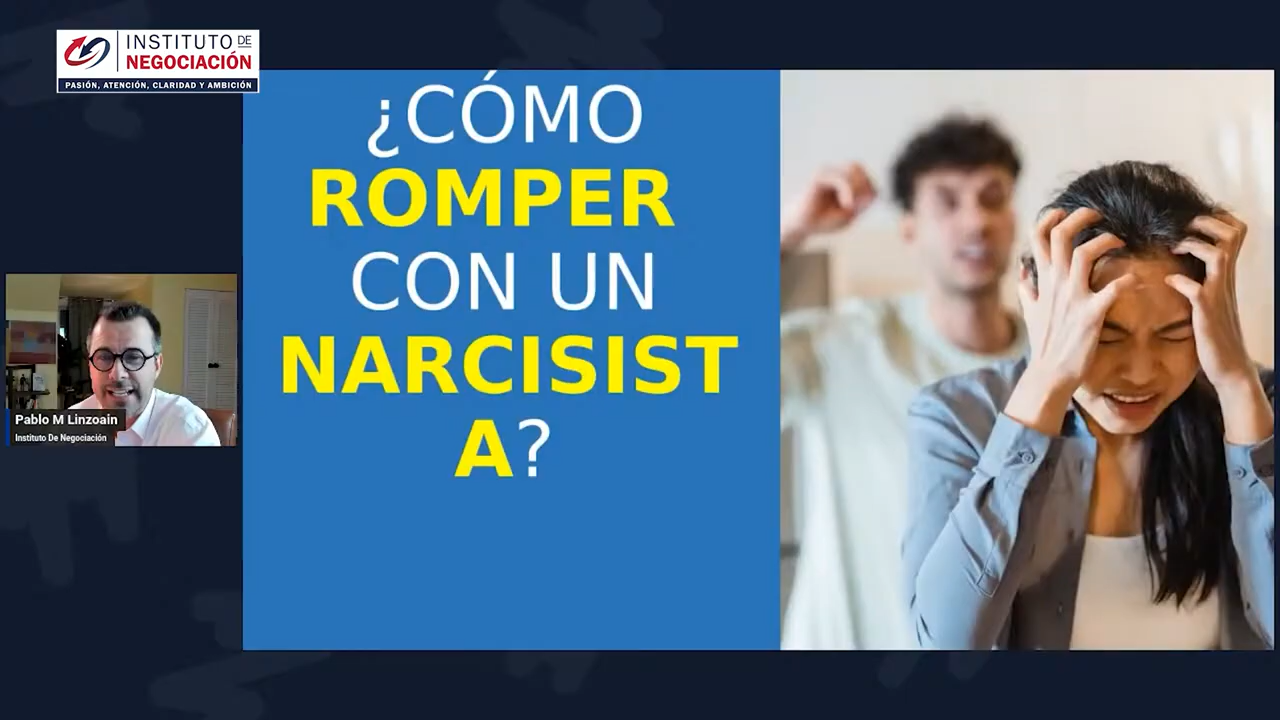 INSTITUTO DE
NEGOCIACIÓN
PASIÓN, ATENCIÓN, CLARIDAD Y AMBICIÓN
¿CÓMO
ROMPER
CON UN
NARCISIST
A?
Pablo M Linzoain
Instituto De Negociación